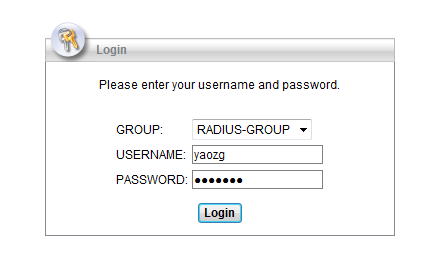 Login
Please enter your username and password.
GROUP: RADIUS-GROUP
USERNAME: yaozg
PASSWORD: •••••••
Login